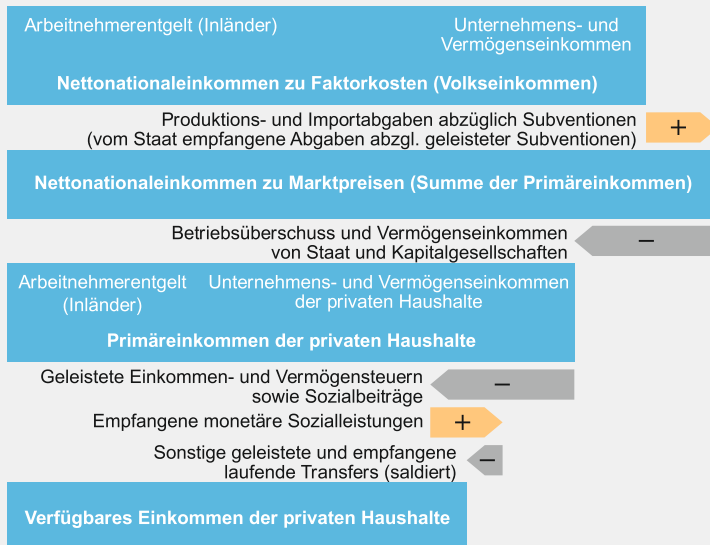 Arbeitnehmerentgelt (Inländer)
Unternehmens- und
Vermögenseinkommen
Nettonationaleinkommen zu Faktorkosten (Volkseinkommen)
Produktions- und Importabgaben abzüglich Subventionen
(vom Staat empfangene Abgaben abzgl. geleisteter Subventionen)
+
Nettonationaleinkommen zu Marktpreisen (Summe der Primäreinkommen)
Betriebsüberschuss und Vermögenseinkommen
von Staat und Kapitalgesellschaften
−
Arbeitnehmerentgelt
(Inländer)
Unternehmens- und Vermögenseinkommen
der privaten Haushalte
Primäreinkommen der privaten Haushalte
Geleistete Einkommen- und Vermögensteuern
sowie Sozialbeiträge
−
Empfangene monetäre Sozialleistungen
+
Sonstige geleistete und empfangene
laufende Transfers (saldiert)
−
Verfügbares Einkommen der privaten Haushalte